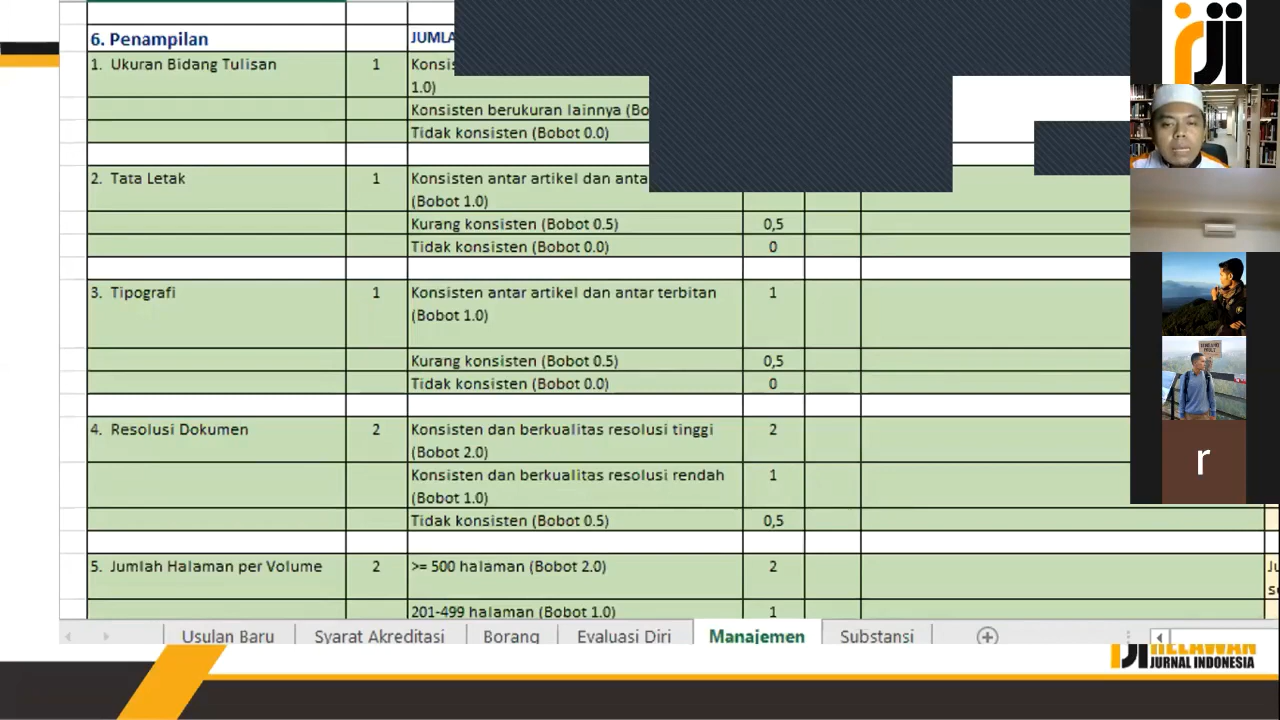 6. Penampilan
1. Ukuran Bidang Tulisan 1
1.0)
Konsisten berukuran lainnya
Tidak konsisten (Bobot 0.0)
2. Tata Letak 1 Konsisten antar artikel dan
(Bobot 1.0)
Kurang konsisten (Bobot 0.5) 0,5
Tidak konsisten (Bobot 0.0) 0
3. Tipografi 1 Konsisten antar artikel dan antar terbitan 1
(Bobot 1.0)
Kurang konsisten (Bobot 0.5) 0,5
Tidak konsisten (Bobot 0.0) 0
4. Resolusi Dokumen 2 Konsisten dan berkualitas resolusi tinggi 2
(Bobot 2.0)
Konsisten dan berkualitas resolusi rendah 1
(Bobot 1.0)
Tidak konsisten (Bobot 0.5) 0,5
5. Jumlah Halaman per Volume 2 >= 500 halaman (Bobot 2.0) 2
201-499 halaman (Bobot 1.0) 1
Usulan Baru Syarat Akreditasi Borang Evaluasi Diri Manajemen Substansi
rji
r
RELAWAN
JURNAL INDONESIA